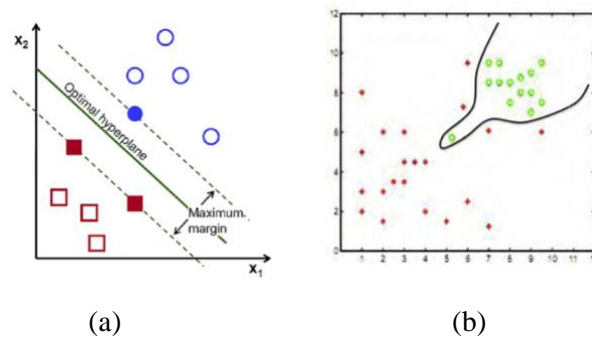 x₂
Optimal hyperplane
Maximum
margin
x₁
12
10
8
6
4
2
0
1 2 3 4 5 6 7 8 9 10 11 12
(a)
(b)